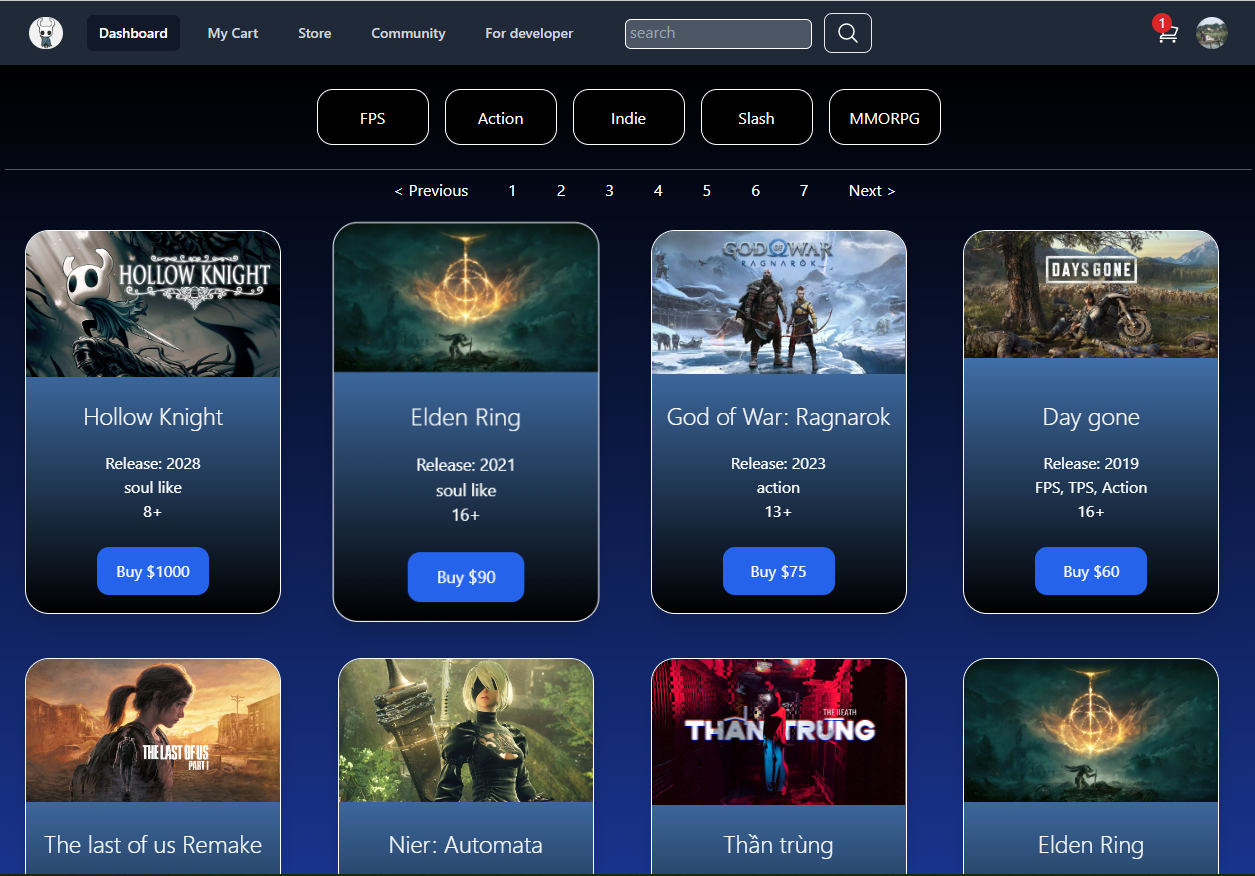 Dashboard
My Cart
Store
Community
For developer
search
1
FPS
Action
Indie
Slash
MMORPG
< Previous 1 2 3 4 5 6 7 Next >
HOLLOW KNIGHT
Hollow Knight
Release: 2028
soul like
8+
Buy $1000
Elden Ring
Release: 2021
soul like
16+
Buy $90
GOD OF WAR
RAGNARÖK
God of War: Ragnarok
Release: 2023
action
13+
Buy $75
DAYS GONE
Day gone
Release: 2019
FPS, TPS, Action
16+
Buy $60
THE LAST OF US
PART I
The last of us Remake
Nier: Automata
THE DEATH
THẦN TRÙNG
Thần trùng
Elden Ring